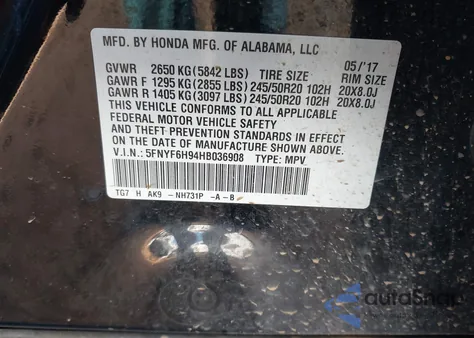 MFD. BY HONDA MFG. OF ALABAMA, LLC 05/'17
GVWR 2650 KG (5842 LBS) TIRE SIZE RIM SIZE
GAWR F 1295 KG (2855 LBS) 245/50R20 102H 20X8.0J
GAWR R 1405 KG (3097 LBS) 245/50R20 102H 20X8.0J
THIS VEHICLE CONFORMS TO ALL APPLICABLE
FEDERAL MOTOR VEHICLE SAFETY
AND THEFT PREVENTION STANDARDS IN EFFECT
ON THE DATE OF MANUFACTURE SHOWN ABOVE.
V.I.N.: 5FNYF6H94HB036908 TYPE: MPV
TG7 H AK9 -NH731P -A-B
autoSnap